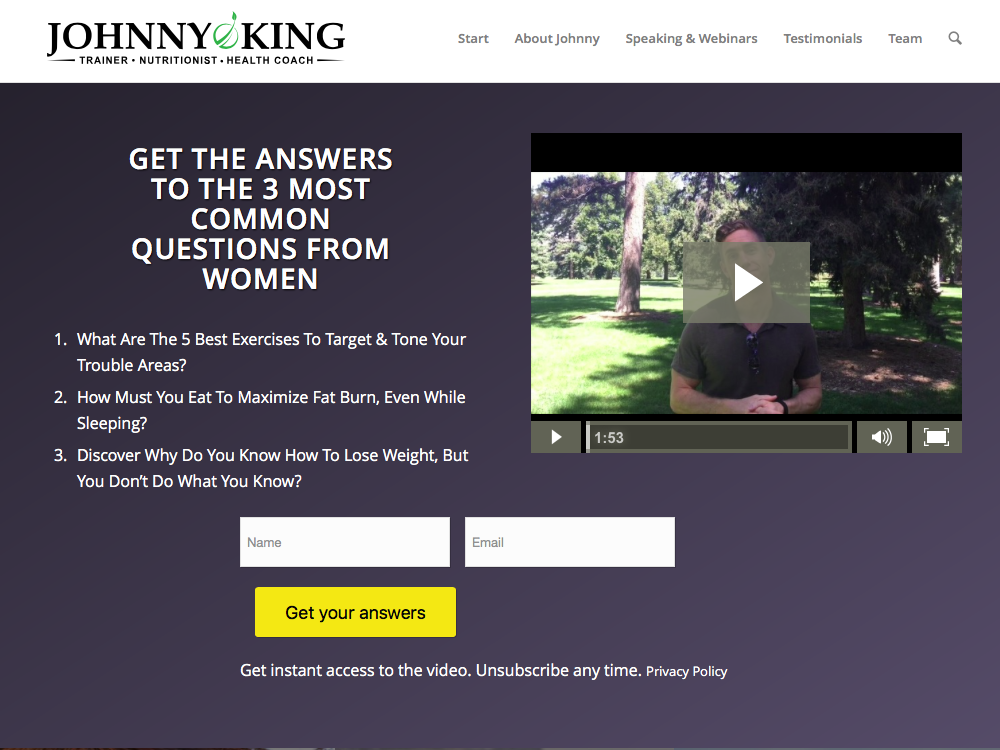 JOHNNY KING
TRAINER • NUTRITIONIST • HEALTH COACH
Start About Johnny Speaking & Webinars Testimonials Team
GET THE ANSWERS
TO THE 3 MOST
COMMON
QUESTIONS FROM
WOMEN
1. What Are The 5 Best Exercises To Target & Tone Your
Trouble Areas?
2. How Must You Eat To Maximize Fat Burn, Even While
Sleeping?
3. Discover Why Do You Know How To Lose Weight, But
You Don’t Do What You Know?
1:53
Name Email
Get your answers
Get instant access to the video. Unsubscribe any time. Privacy Policy